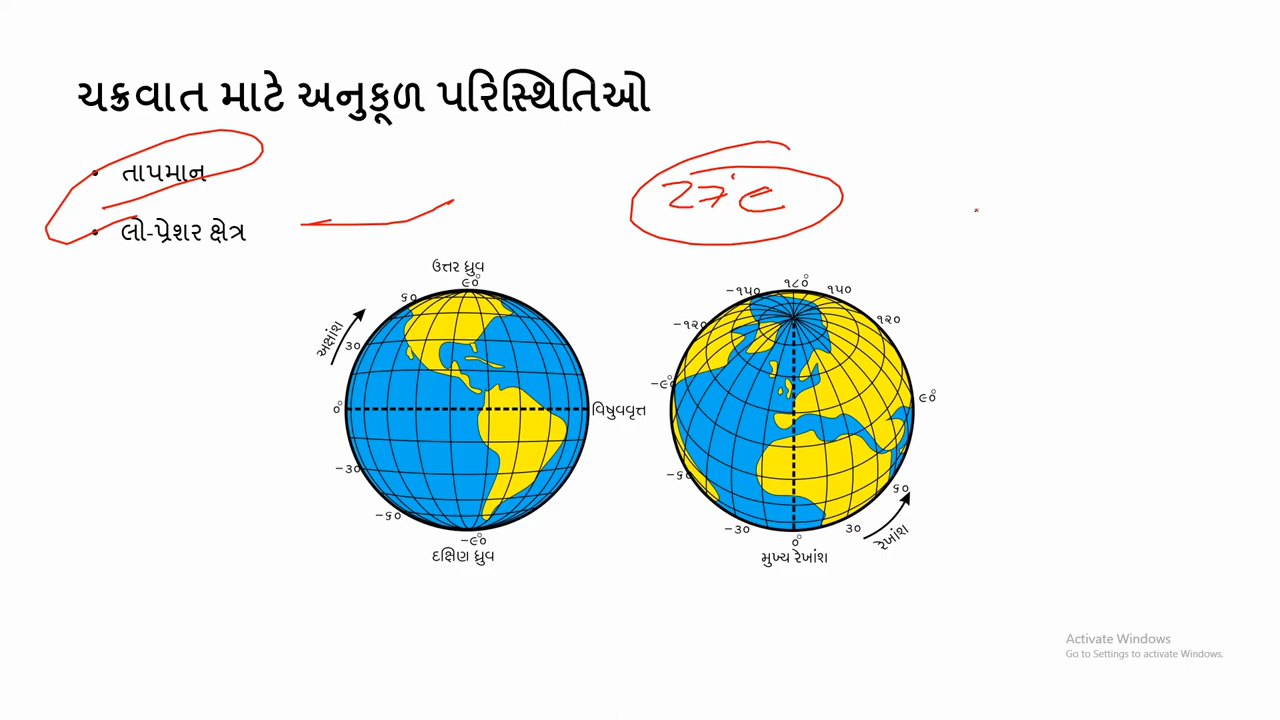 ચક્રવાત માટે અનુકૂળ પરિસ્થિતિઓ
• તાપમાન
27°C
• લો-પ્રેશર ક્ષેત્ર
ઉત્તર ધ્રુવ
૯૦°
૬૦
અક્ષાંશ
૩૦
૦°
વિષુવવૃત્ત
-૩૦
-૬૦
-૯૦°
દક્ષિણ ધ્રુવ
૧૮૦°
-૧૫૦
૧૫૦
-૧૨૦
૧૨૦
-૯૦°
૯૦°
-૬૦
૬૦
-૩૦
૩૦
રેખાંશ
૦°
મુખ્ય રેખાંશ
Activate Windows
Go to Settings to activate Windows.